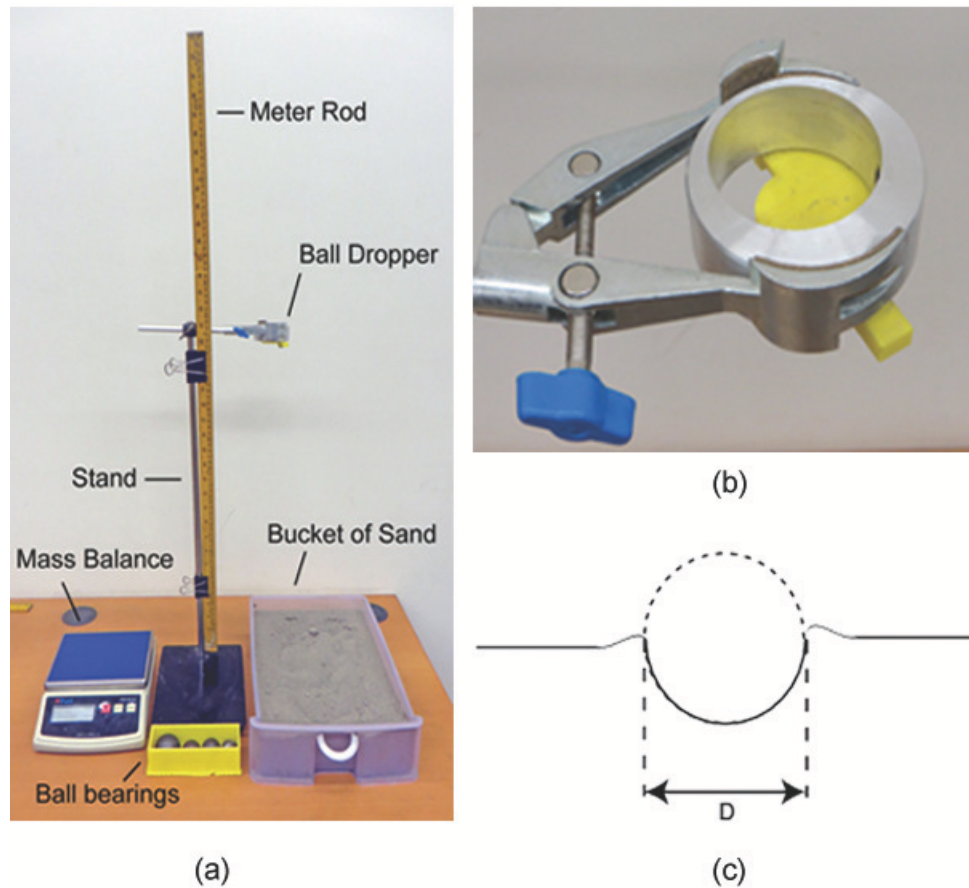 Meter Rod
Ball Dropper
Stand
Bucket of Sand
Mass Balance
Ball bearings
(a)
(b)
D
(c)